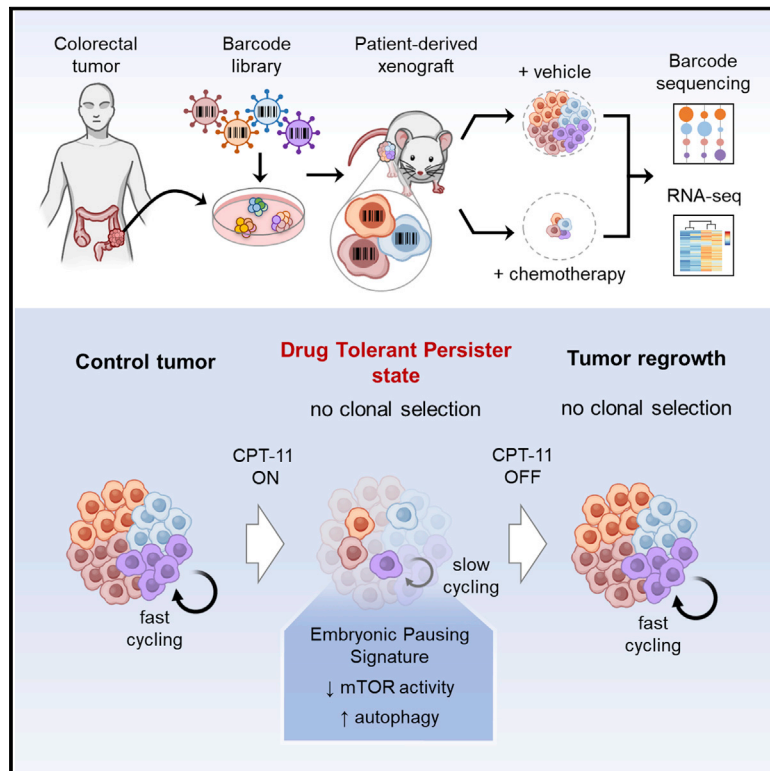 Colorectal
tumor
Barcode
library
Patient-derived
xenograft
+ vehicle
+ chemotherapy
Barcode
sequencing
RNA-seq
Control tumor
Drug Tolerant Persister
state
no clonal selection
Tumor regrowth
no clonal selection
CPT-11
ON
CPT-11
OFF
fast
cycling
slow
cycling
fast
cycling
Embryonic Pausing
Signature
↓ mTOR activity
↑ autophagy